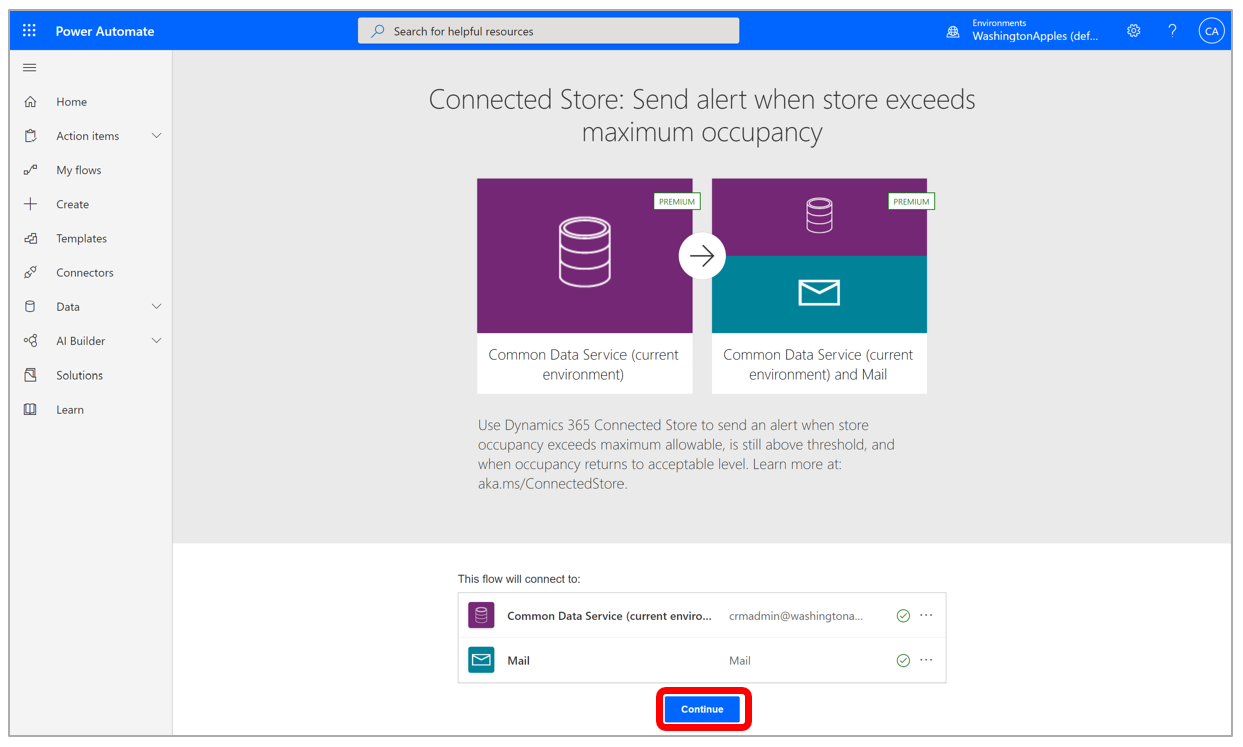 Power Automate
Search for helpful resources
Environments
WashingtonApples (def...
?
CA
Home
Action items
My flows
Create
Templates
Connectors
Data
AI Builder
Solutions
Learn
Connected Store: Send alert when store exceeds
maximum occupancy
PREMIUM
PREMIUM
Common Data Service (current
environment)
Common Data Service (current
environment) and Mail
Use Dynamics 365 Connected Store to send an alert when store
occupancy exceeds maximum allowable, is still above threshold, and
when occupancy returns to acceptable level. Learn more at:
aka.ms/ConnectedStore.
This flow will connect to:
Common Data Service (current enviro... crmadmin@washingtona...
Mail Mail
Continue